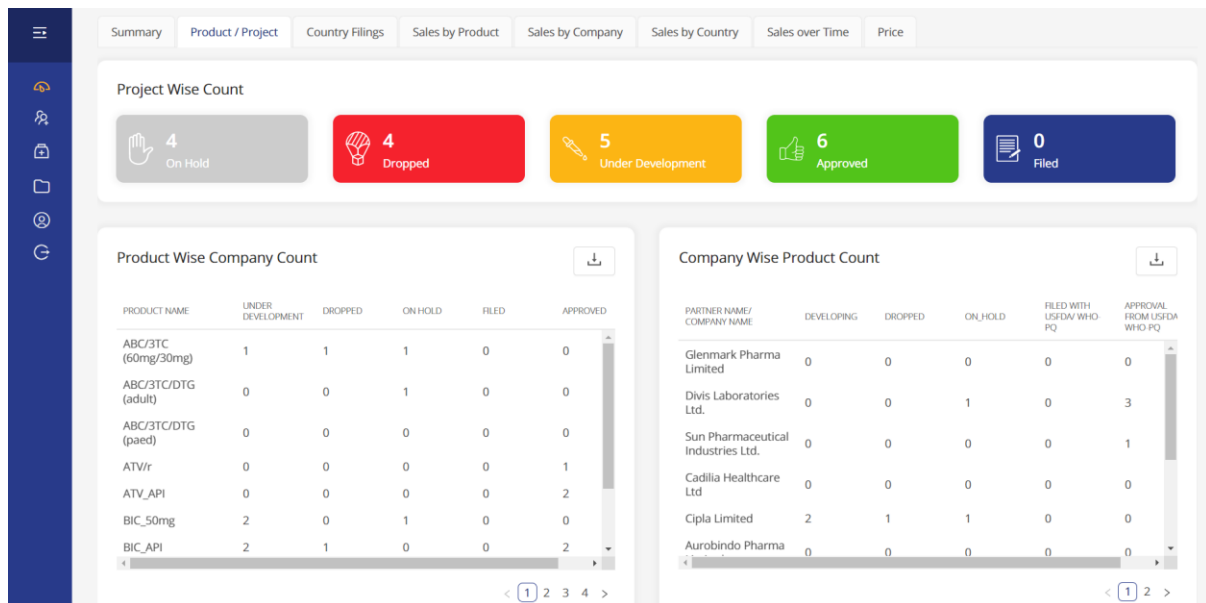 Summary Product / Project Country Filings Sales by Product Sales by Company Sales by Country Sales over Time Price
Project Wise Count
4
On Hold
4
Dropped
5
Under Development
6
Approved
0
Filed
Product Wise Company Count
PRODUCT NAME UNDER DEVELOPMENT DROPPED ON HOLD FILED APPROVED
ABC/3TC
(60mg/30mg) 1 1 1 0 0
ABC/3TC/DTG
(adult) 0 0 1 0 0
ABC/3TC/DTG
(paed) 0 0 0 0 0
ATV/r 0 0 0 0 1
ATV_API 0 0 0 0 2
BIC_50mg 2 0 1 0 0
BIC_API 2 1 0 0 2
< 1 2 3 4 >
Company Wise Product Count
PARTNER NAME/
COMPANY NAME DEVELOPING DROPPED ON_HOLD FILED WITH USFDA/ WHO-PQ APPROVAL FROM USFDA WHO-PQ
Glenmark Pharma
Limited 0 0 0 0 0
Divis Laboratories
Ltd. 0 0 1 0 3
Sun Pharmaceutical
Industries Ltd. 0 0 0 0 1
Cadilia Healthcare
Ltd 0 0 0 0 0
Cipla Limited 2 1 1 0 0
Aurobindo Pharma
0 0 0 0 0
< 1 2 >